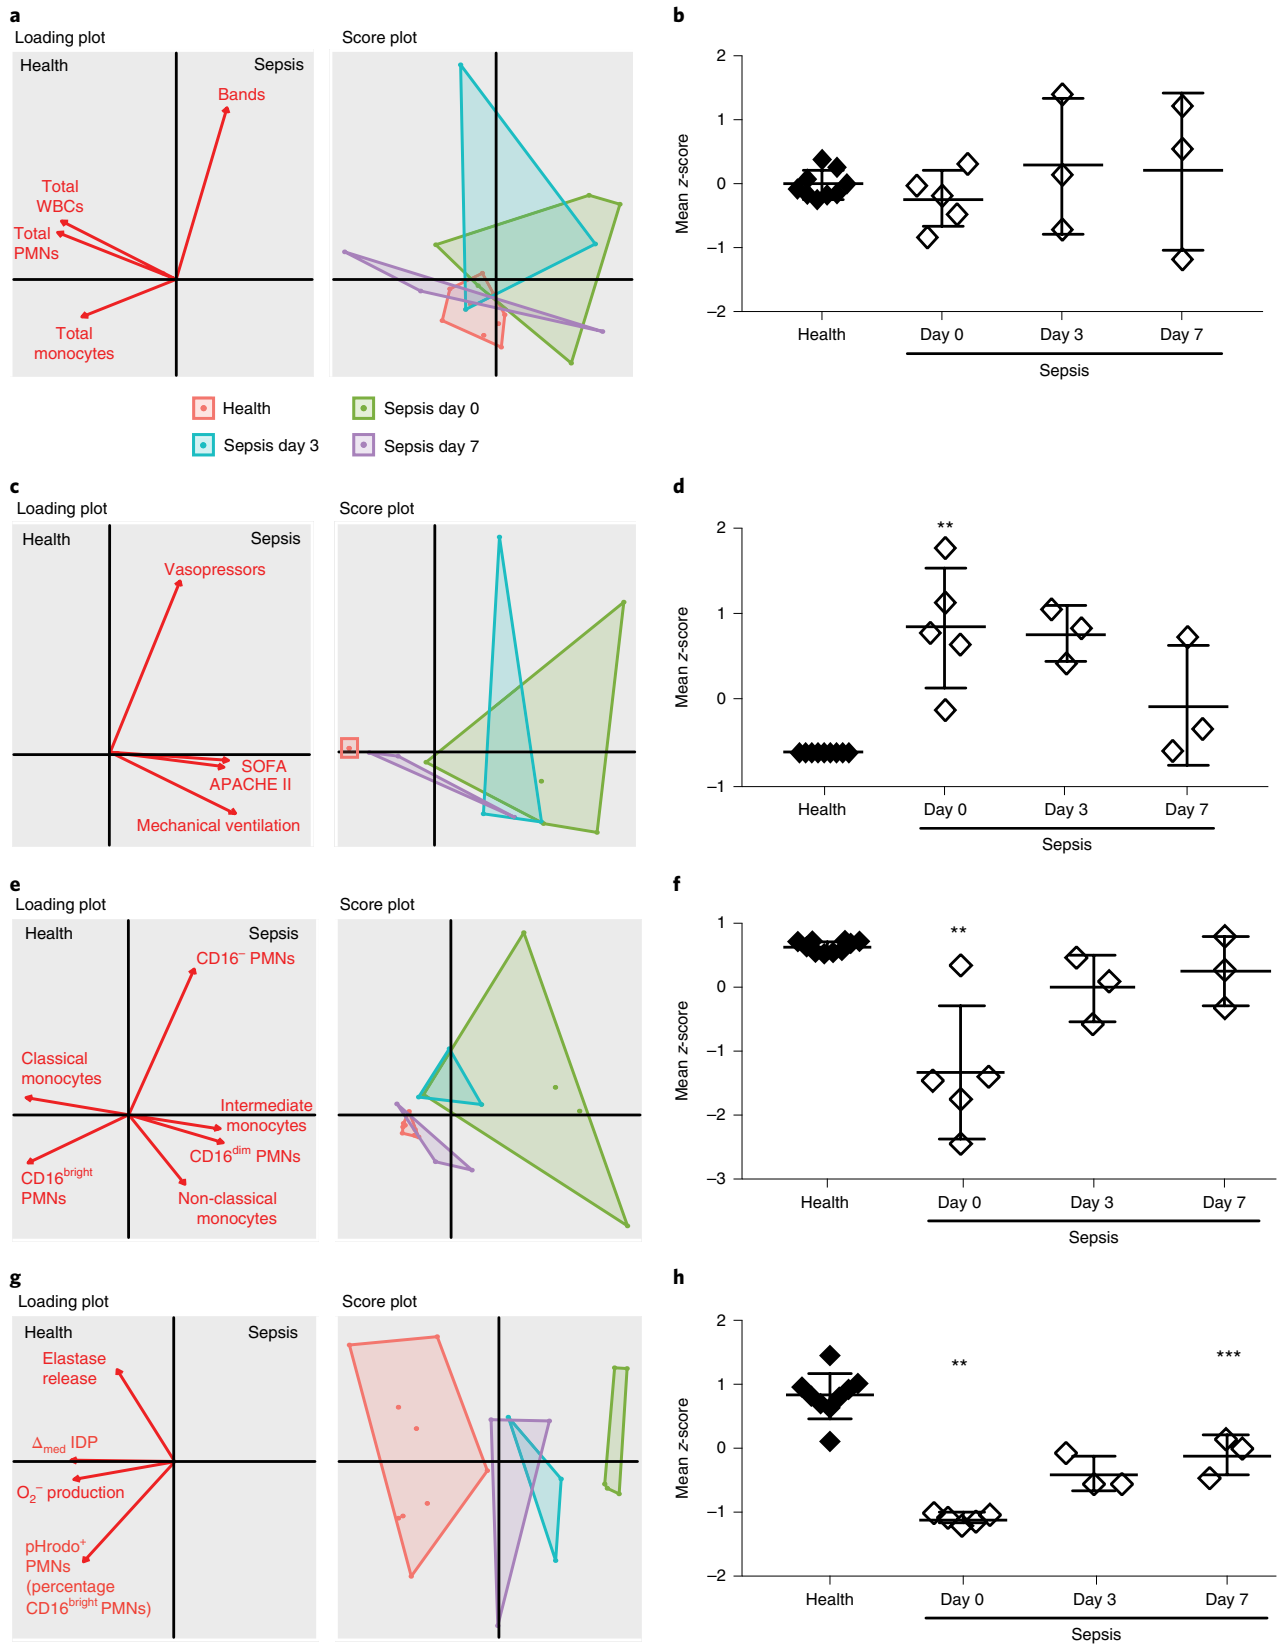 a
Loading plot
Score plot
Health
Sepsis
Bands
Total
WBCs
Total
PMNs
Total
monocytes
Health
Sepsis day 0
Sepsis day 3
Sepsis day 7
b
Mean z-score
2
1
0
–1
–2
Health
Day 0
Day 3
Day 7
Sepsis
c
Loading plot
Score plot
Health
Sepsis
Vasopressors
SOFA
APACHE II
Mechanical ventilation
d
Mean z-score
2
1
0
–1
**
Health
Day 0
Day 3
Day 7
Sepsis
e
Loading plot
Score plot
Health
Sepsis
CD16⁻ PMNs
Classical
monocytes
Intermediate
monocytes
CD16ᵈⁱᵐ PMNs
CD16ᵇʳⁱᵍʰᵗ
PMNs
Non-classical
monocytes
f
Mean z-score
1
0
–1
–2
–3
**
Health
Day 0
Day 3
Day 7
Sepsis
g
Loading plot
Score plot
Health
Sepsis
Elastase
release
Δmed IDP
O₂⁻ production
pHrodo⁺
PMNs
(percentage
CD16ᵇʳⁱᵍʰᵗ PMNs)
h
Mean z-score
2
1
0
–1
–2
**
***
Health
Day 0
Day 3
Day 7
Sepsis